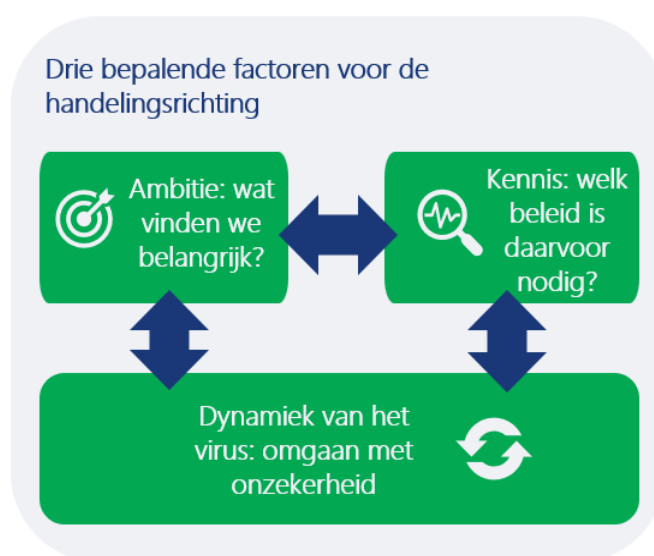 Drie bepalende factoren voor de
handelingsrichting
Ambitie: wat
vinden we
belangrijk?
Kennis: welk
beleid is
daarvoor
nodig?
Dynamiek van het
virus: omgaan met
onzekerheid